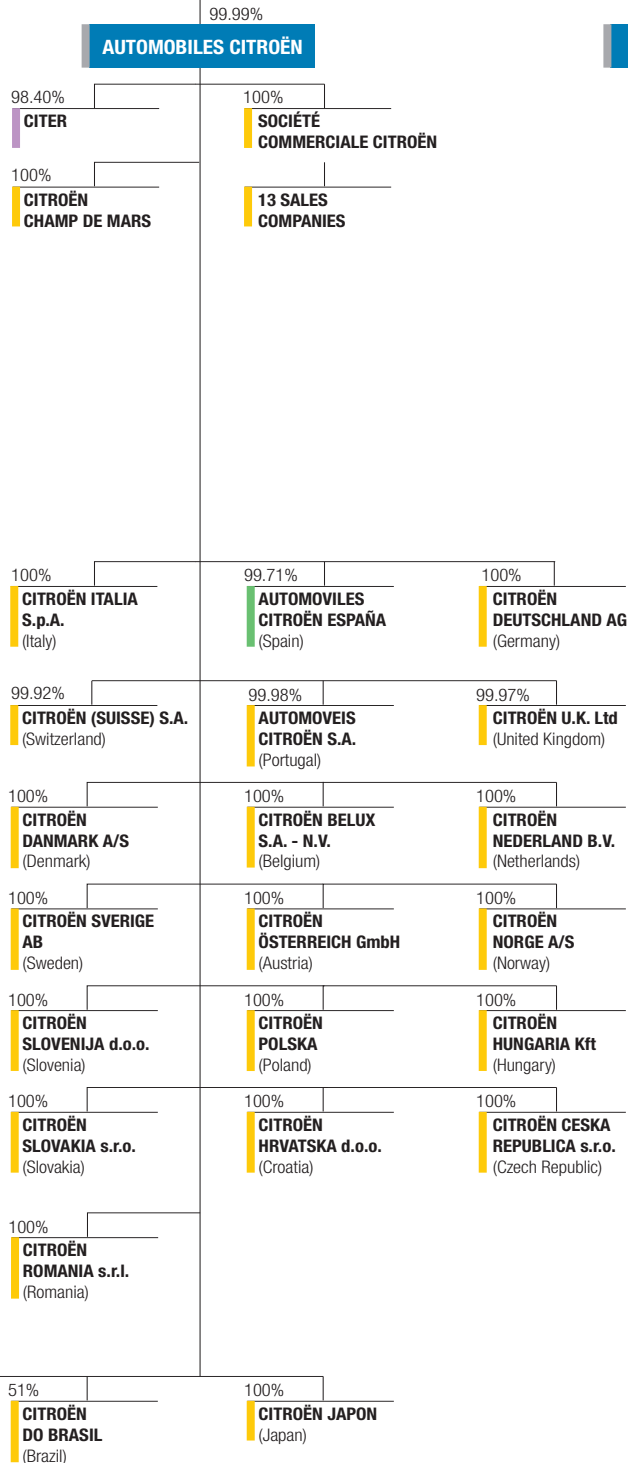 99.99%
AUTOMOBILES CITROËN
98.40%
CITER
100%
SOCIÉTÉ
COMMERCIALE CITROËN
100%
CITROËN
CHAMP DE MARS
13 SALES
COMPANIES
100%
CITROËN ITALIA
S.p.A.
(Italy)
99.71%
AUTOMOVILES
CITROËN ESPAÑA
(Spain)
100%
CITROËN
DEUTSCHLAND AG
(Germany)
99.92%
CITROËN (SUISSE) S.A.
(Switzerland)
99.98%
AUTOMOVEIS
CITROËN S.A.
(Portugal)
99.97%
CITROËN U.K. Ltd
(United Kingdom)
100%
CITROËN
DANMARK A/S
(Denmark)
100%
CITROËN BELUX
S.A. - N.V.
(Belgium)
100%
CITROËN
NEDERLAND B.V.
(Netherlands)
100%
CITROËN SVERIGE
AB
(Sweden)
100%
CITROËN
ÖSTERREICH GmbH
(Austria)
100%
CITROËN
NORGE A/S
(Norway)
100%
CITROËN
SLOVENIJA d.o.o.
(Slovenia)
100%
CITROËN
POLSKA
(Poland)
100%
CITROËN
HUNGARIA Kft
(Hungary)
100%
CITROËN
SLOVAKIA s.r.o.
(Slovakia)
100%
CITROËN
HRVATSKA d.o.o.
(Croatia)
100%
CITROËN CESKA
REPUBLICA s.r.o.
(Czech Republic)
100%
CITROËN
ROMANIA s.r.l.
(Romania)
51%
CITROËN
DO BRASIL
(Brazil)
100%
CITROËN JAPON
(Japan)